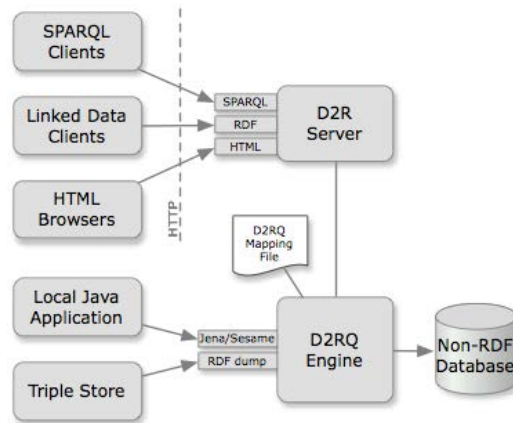 SPARQL
Clients
Linked Data
Clients
HTML
Browsers
HTTP
SPARQL
RDF
HTML
D2R
Server
D2RQ
Mapping
File
Local Java
Application
Triple Store
Jena/Sesame
RDF dump
D2RQ
Engine
Non-RDF
Database